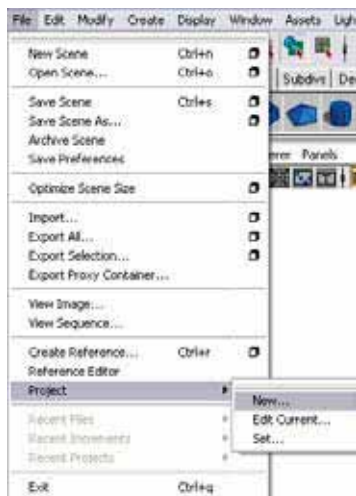 File Edit Modify Create Display Window Assets
Subdivs
Panels
New Scene Ctrl+n
Open Scene... Ctrl+o
Save Scene Ctrl+s
Save Scene As...
Archive Scene
Save Preferences
Optimize Scene Size
Import...
Export All...
Export Selection...
Export Proxy Container...
View Image...
View Sequence...
Create Reference... Ctrl+r
Reference Editor
Project
New...
Edit Current...
Set...
Recent Files
Recent Increments
Recent Projects
Exit Ctrl+q